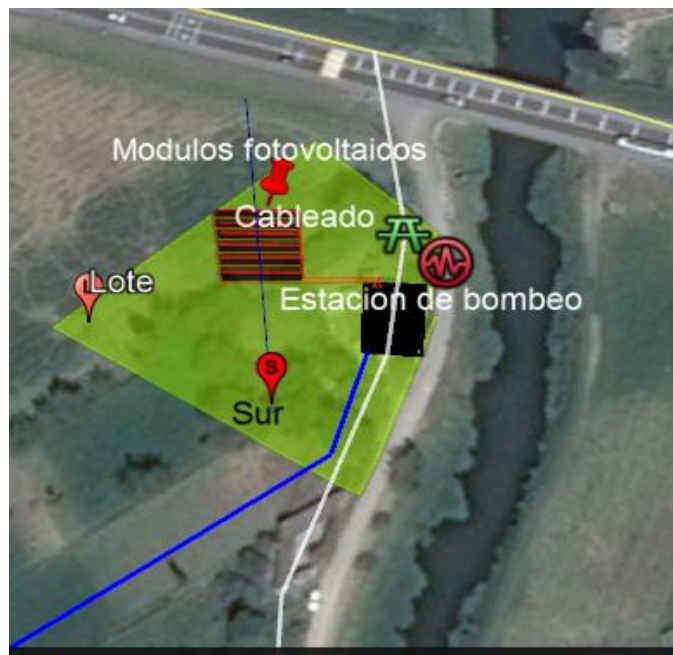 Modulos fotovoltaicos
Cableado
Lote
Estacion de bombeo
S
Sur